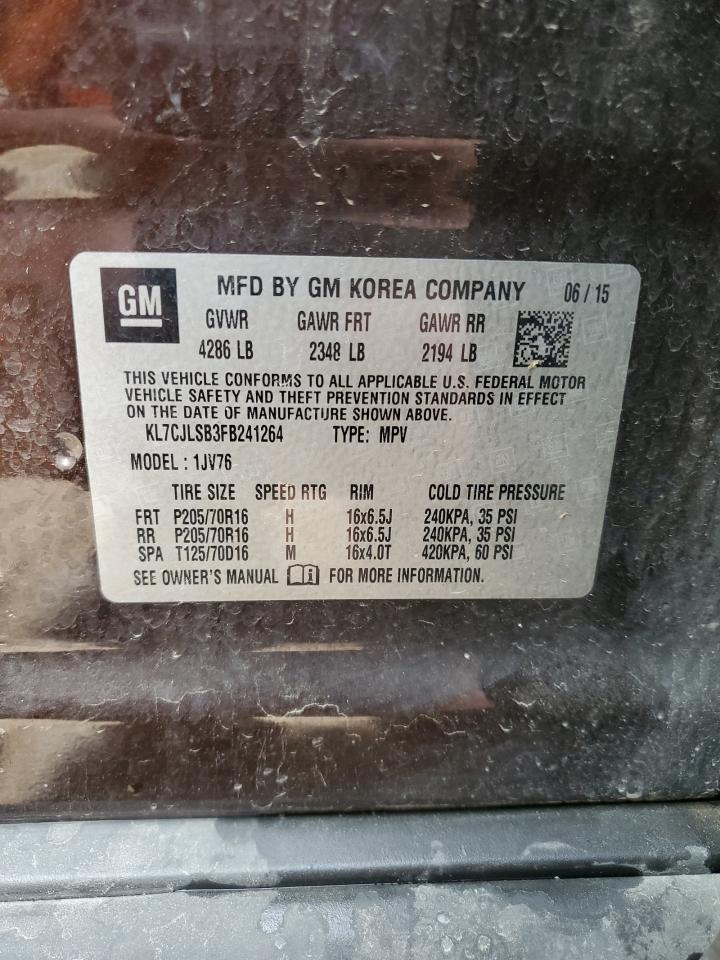 GM
MFD BY GM KOREA COMPANY 06 / 15
GVWR GAWR FRT GAWR RR
4286 LB 2348 LB 2194 LB
THIS VEHICLE CONFORMS TO ALL APPLICABLE U.S. FEDERAL MOTOR
VEHICLE SAFETY AND THEFT PREVENTION STANDARDS IN EFFECT
ON THE DATE OF MANUFACTURE SHOWN ABOVE.
KL7CJLSB3FB241264 TYPE: MPV
MODEL : 1JV76
TIRE SIZE SPEED RTG RIM COLD TIRE PRESSURE
FRT P205/70R16 H 16x6.5J 240KPA, 35 PSI
RR P205/70R16 H 16x6.5J 240KPA, 35 PSI
SPA T125/70D16 M 16x4.0T 420KPA, 60 PSI
SEE OWNER'S MANUAL i FOR MORE INFORMATION.